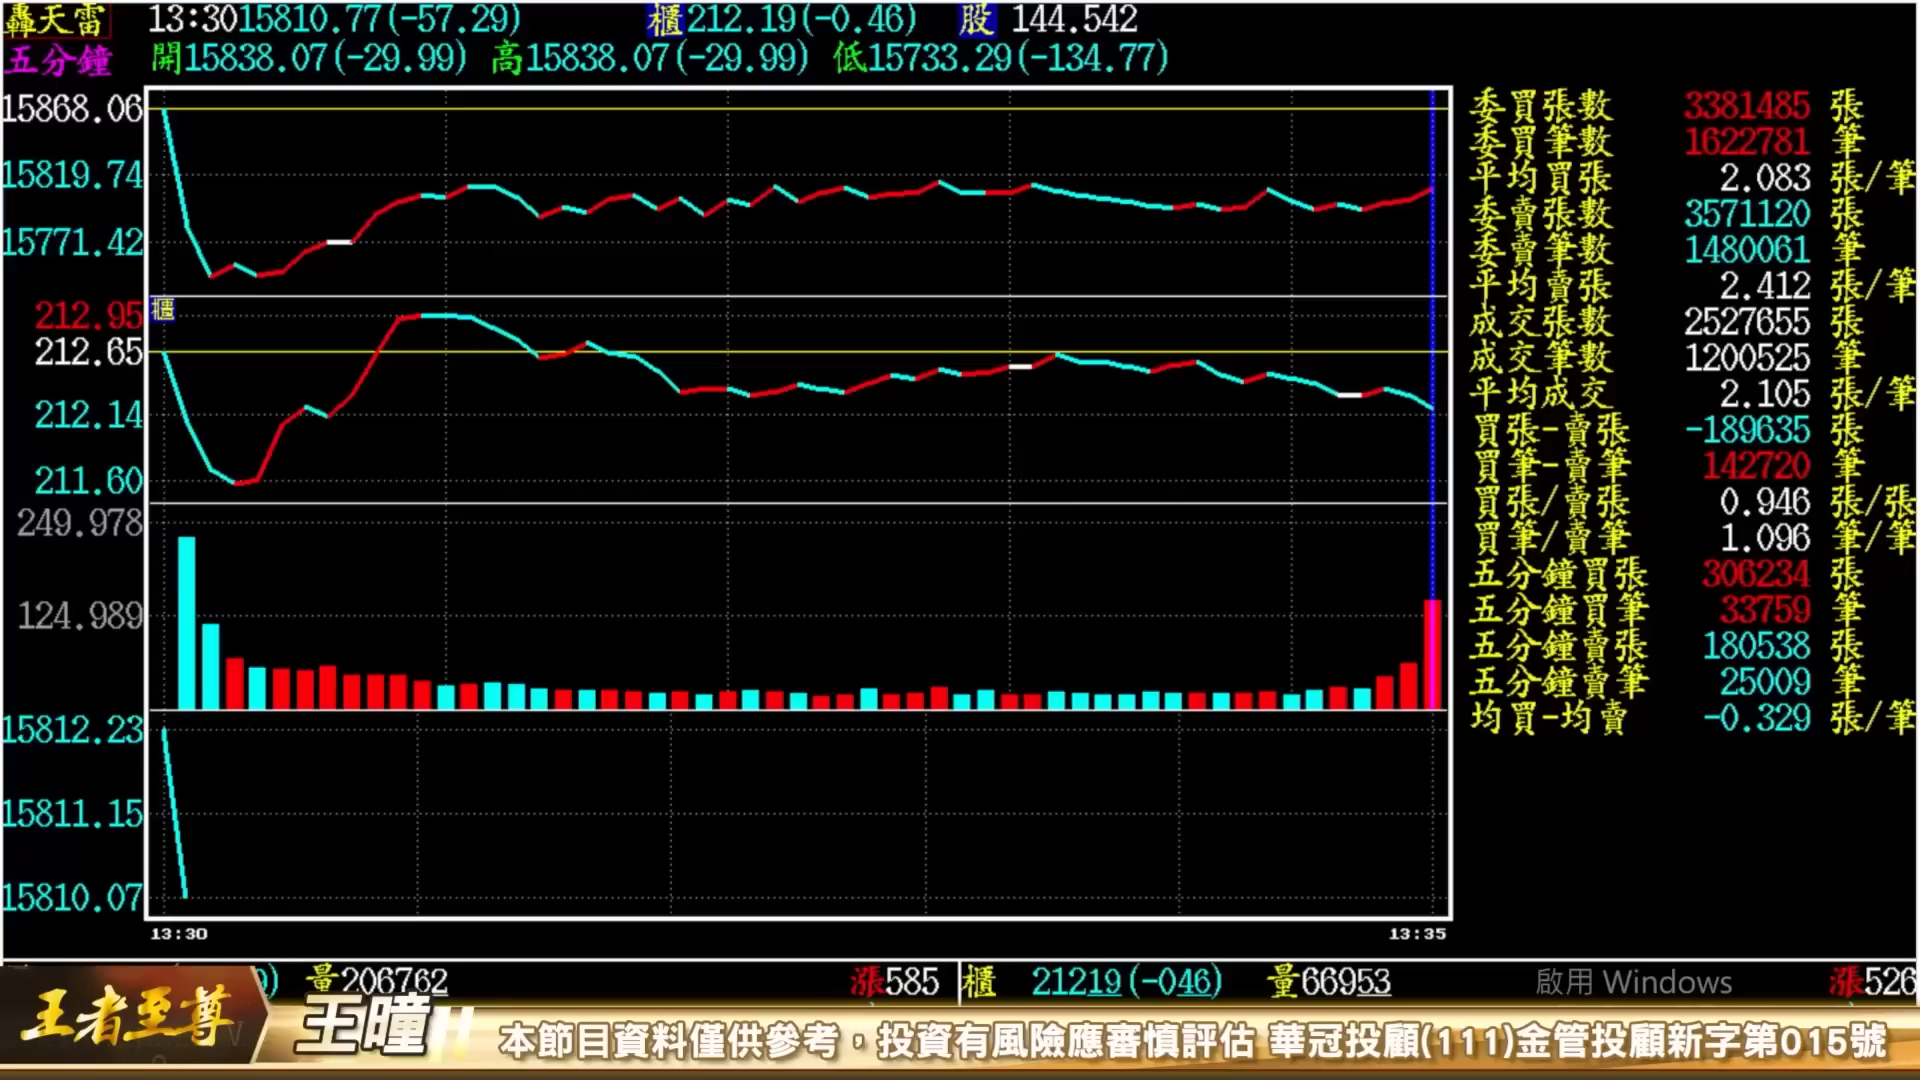 轟天雷 13:30 15810.77(-57.29) 櫃212.19(-0.46) 股 144.542
五分鐘 開15838.07(-29.99) 高15838.07(-29.99) 低15733.29(-134.77)
15868.06
15819.74
15771.42
櫃
212.95
212.65
212.14
211.60
249.978
124.989
15812.23
15811.15
15810.07
13:30 13:35
委買張數 3381485 張
委買筆數 1622781 筆
平均買張 2.083 張/筆
委賣張數 3571120 張
委賣筆數 1480061 筆
平均賣張 2.412 張/筆
成交張數 2527655 張
成交筆數 1200525 筆
平均成交 2.105 張/筆
買張-賣張 -189635 張
買筆-賣筆 142720 筆
買張/賣張 0.946 張/張
買筆/賣筆 1.096 筆/筆
五分鐘買張 306234 張
五分鐘買筆 33759 筆
五分鐘賣張 180538 張
五分鐘賣筆 25009 筆
均買-均賣 -0.329 張/筆
量206762 漲585 櫃 21219(-046) 量66953 啟用 Windows 漲526
王者至尊 王曈 本節目資料僅供參考，投資有風險應審慎評估 華冠投顧(111)金管投顧新字第015號